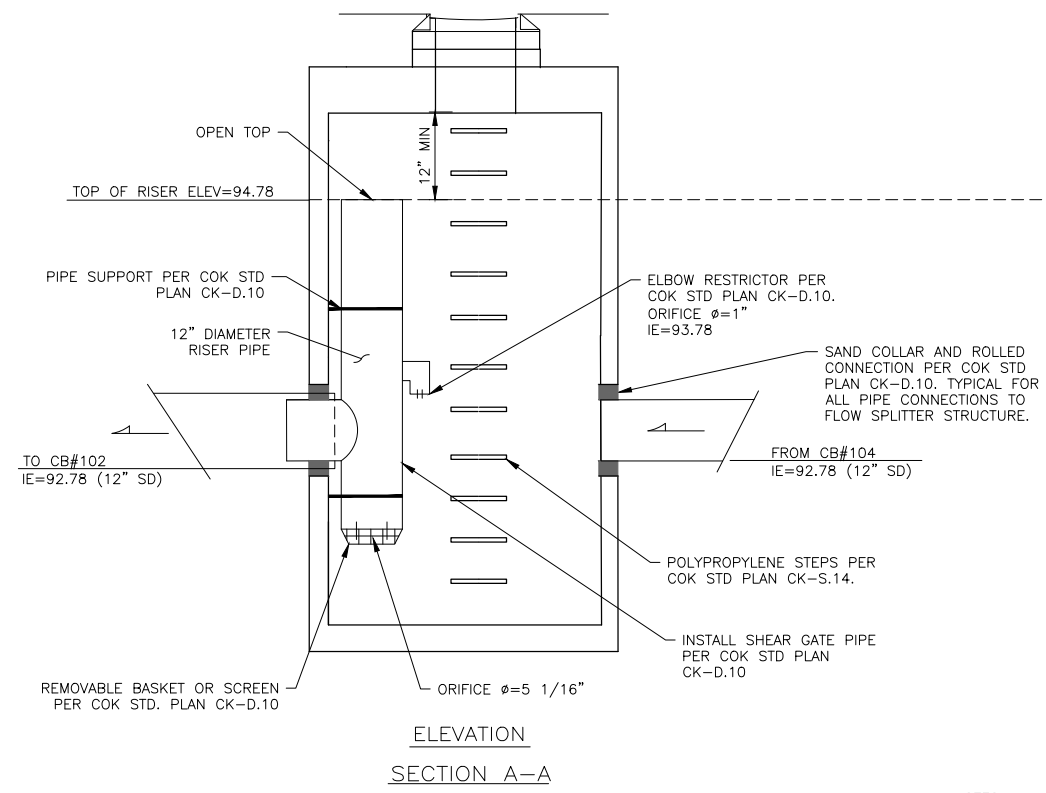 OPEN TOP
12” MIN
TOP OF RISER ELEV=94.78
PIPE SUPPORT PER COK STD
PLAN CK-D.10
12” DIAMETER
RISER PIPE
ELBOW RESTRICTOR PER
COK STD PLAN CK-D.10.
ORIFICE ø=1”
IE=93.78
SAND COLLAR AND ROLLED
CONNECTION PER COK STD
PLAN CK-D.10. TYPICAL FOR
ALL PIPE CONNECTIONS TO
FLOW SPLITTER STRUCTURE.
TO CB#102
IE=92.78 (12” SD)
FROM CB#104
IE=92.78 (12” SD)
POLYPROPYLENE STEPS PER
COK STD PLAN CK-S.14.
INSTALL SHEAR GATE PIPE
PER COK STD PLAN
CK-D.10
REMOVABLE BASKET OR SCREEN
PER COK STD. PLAN CK-D.10
ORIFICE ø=5 1/16”
ELEVATION
SECTION A-A